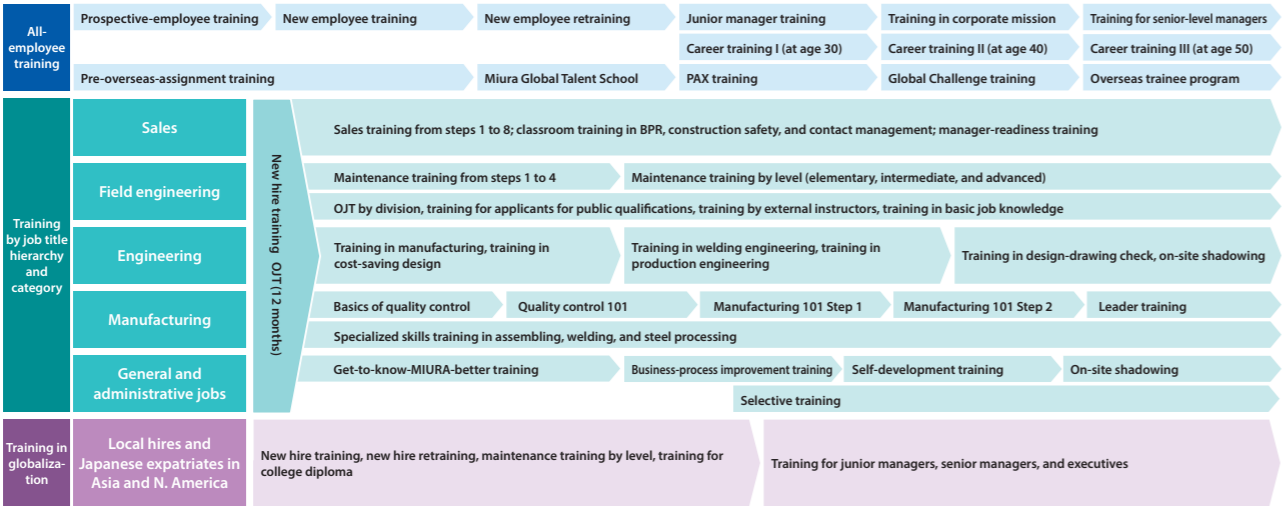 All-
employee
training
Prospective-employee training
New employee training
New employee retraining
Junior manager training
Training in corporate mission
Training for senior-level managers
Career training I (at age 30)
Career training II (at age 40)
Career training III (at age 50)
Pre-overseas-assignment training
Miura Global Talent School
PAX training
Global Challenge training
Overseas trainee program
Training
by job title
hierarchy
and
category
New hire training OJT (12 months)
Sales
Sales training from steps 1 to 8; classroom training in BPR, construction safety, and contact management; manager-readiness training
Field engineering
Maintenance training from steps 1 to 4
Maintenance training by level (elementary, intermediate, and advanced)
OJT by division, training for applicants for public qualifications, training by external instructors, training in basic job knowledge
Engineering
Training in manufacturing, training in
cost-saving design
Training in welding engineering, training in
production engineering
Training in design-drawing check, on-site shadowing
Manufacturing
Basics of quality control
Quality control 101
Manufacturing 101 Step 1
Manufacturing 101 Step 2
Leader training
Specialized skills training in assembling, welding, and steel processing
General and
administrative jobs
Get-to-know-MIURA-better training
Business-process improvement training
Self-development training
On-site shadowing
Selective training
Training in
globaliza-
tion
Local hires and
Japanese expatriates in
Asia and N. America
New hire training, new hire retraining, maintenance training by level, training for
college diploma
Training for junior managers, senior managers, and executives